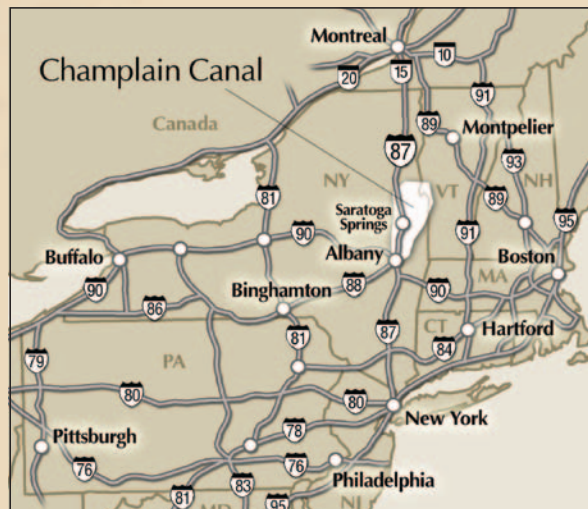 Montreal
10
20
15
Champlain Canal
91
89
Montpelier
Canada
87
93
81
NY
VT
NH
89
Saratoga
Springs
95
90
91
Buffalo
Albany
Boston
90
Binghamton
88
90
MA
86
87
CT
Hartford
81
84
79
PA
80
80
New York
78
Pittsburgh
76
76
Philadelphia
81
83
95
MD
NJ